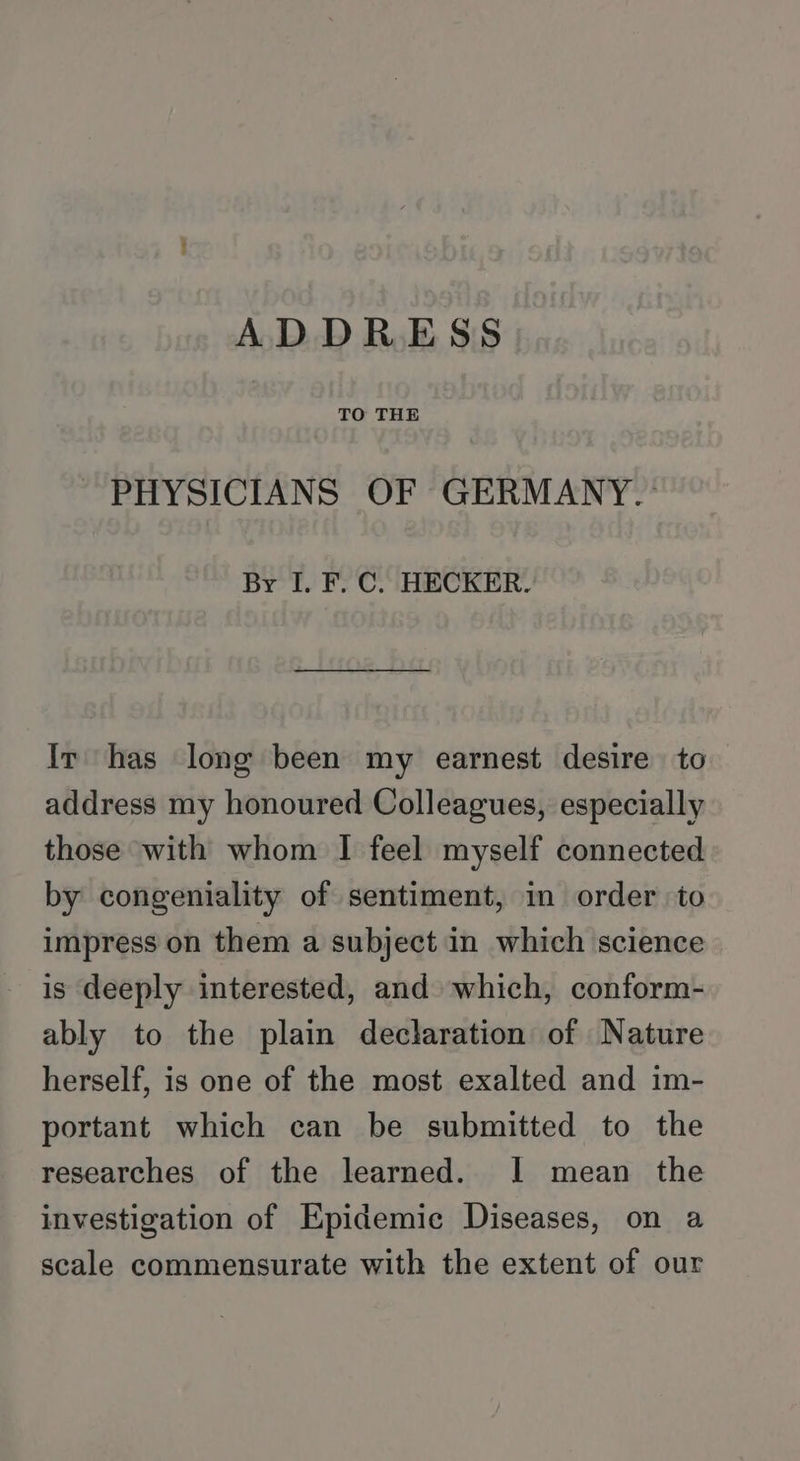 ADDRESS
TO THE
PHYSICIANS OF GERMANY.
By I. F. C. HECKER.
It has long been my earnest desire to
address my honoured Colleagues, especially
those with whom I feel myself connected
by congeniality of sentiment, in order to
impress on them a subject in which science
is deeply interested, and which, conform-
ably to the plain declaration of Nature
herself, is one of the most exalted and im-
portant which can be submitted to the
researches of the learned. I mean the
investigation of Epidemic Diseases, on a
scale commensurate with the extent of our